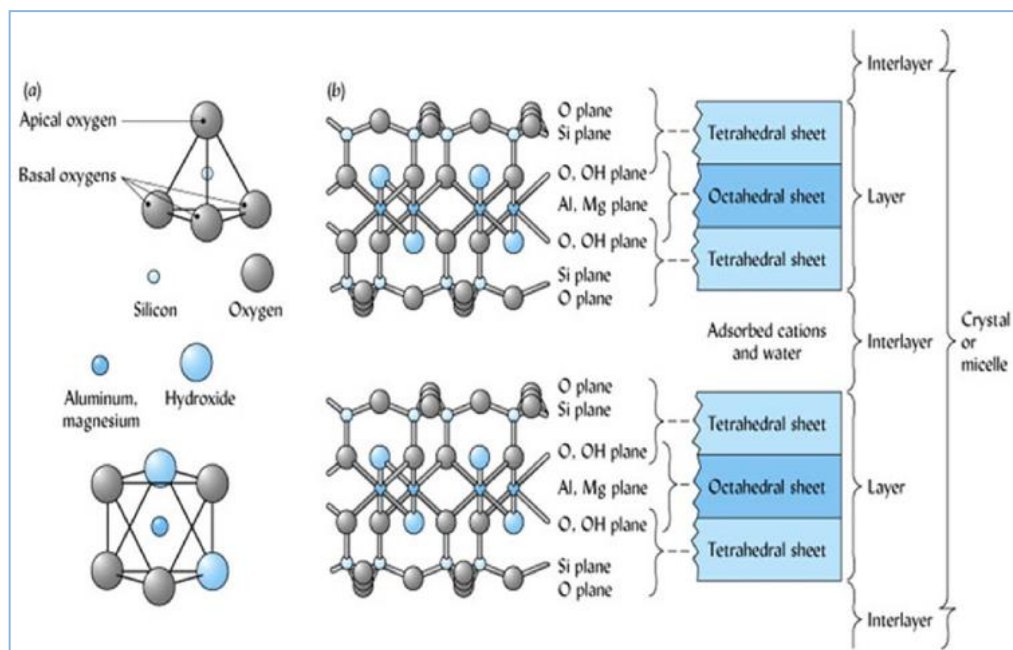 (a)
Apical oxygen
Basal oxygens
Silicon
Oxygen
Aluminum,
magnesium
Hydroxide
(b)
O plane
Si plane
O, OH plane
Al, Mg plane
O, OH plane
Si plane
O plane
Tetrahedral sheet
Octahedral sheet
Tetrahedral sheet
Adsorbed cations
and water
O plane
Si plane
O, OH plane
Al, Mg plane
O, OH plane
Si plane
O plane
Tetrahedral sheet
Octahedral sheet
Tetrahedral sheet
Interlayer
Layer
Interlayer
Layer
Interlayer
Crystal
or
micelle